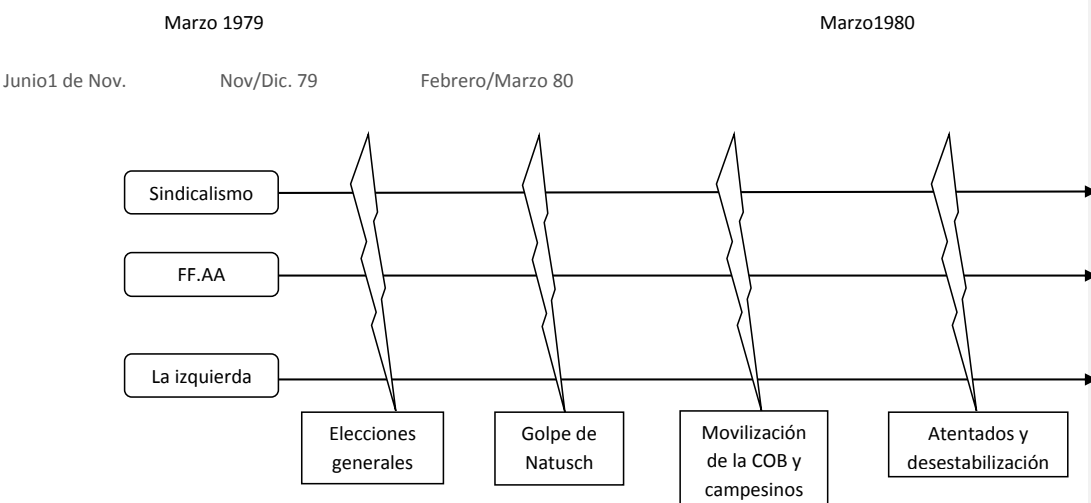 Marzo 1979 Marzo1980
Junio1 de Nov. Nov/Dic. 79 Febrero/Marzo 80
Sindicalismo
FF.AA
La izquierda
Elecciones
generales
Golpe de
Natusch
Movilización
de la COB y
campesinos
Atentados y
desestabilización